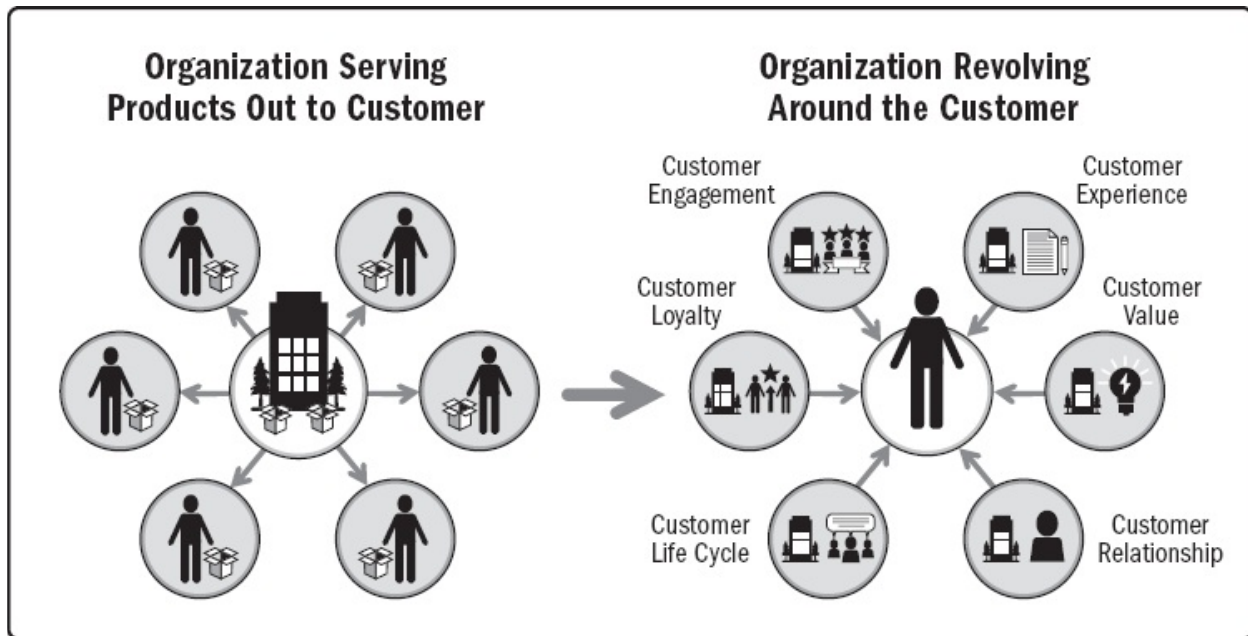 Organization Serving
Products Out to Customer
Organization Revolving
Around the Customer
Customer
Engagement
Customer
Experience
Customer
Loyalty
Customer
Value
Customer
Life Cycle
Customer
Relationship